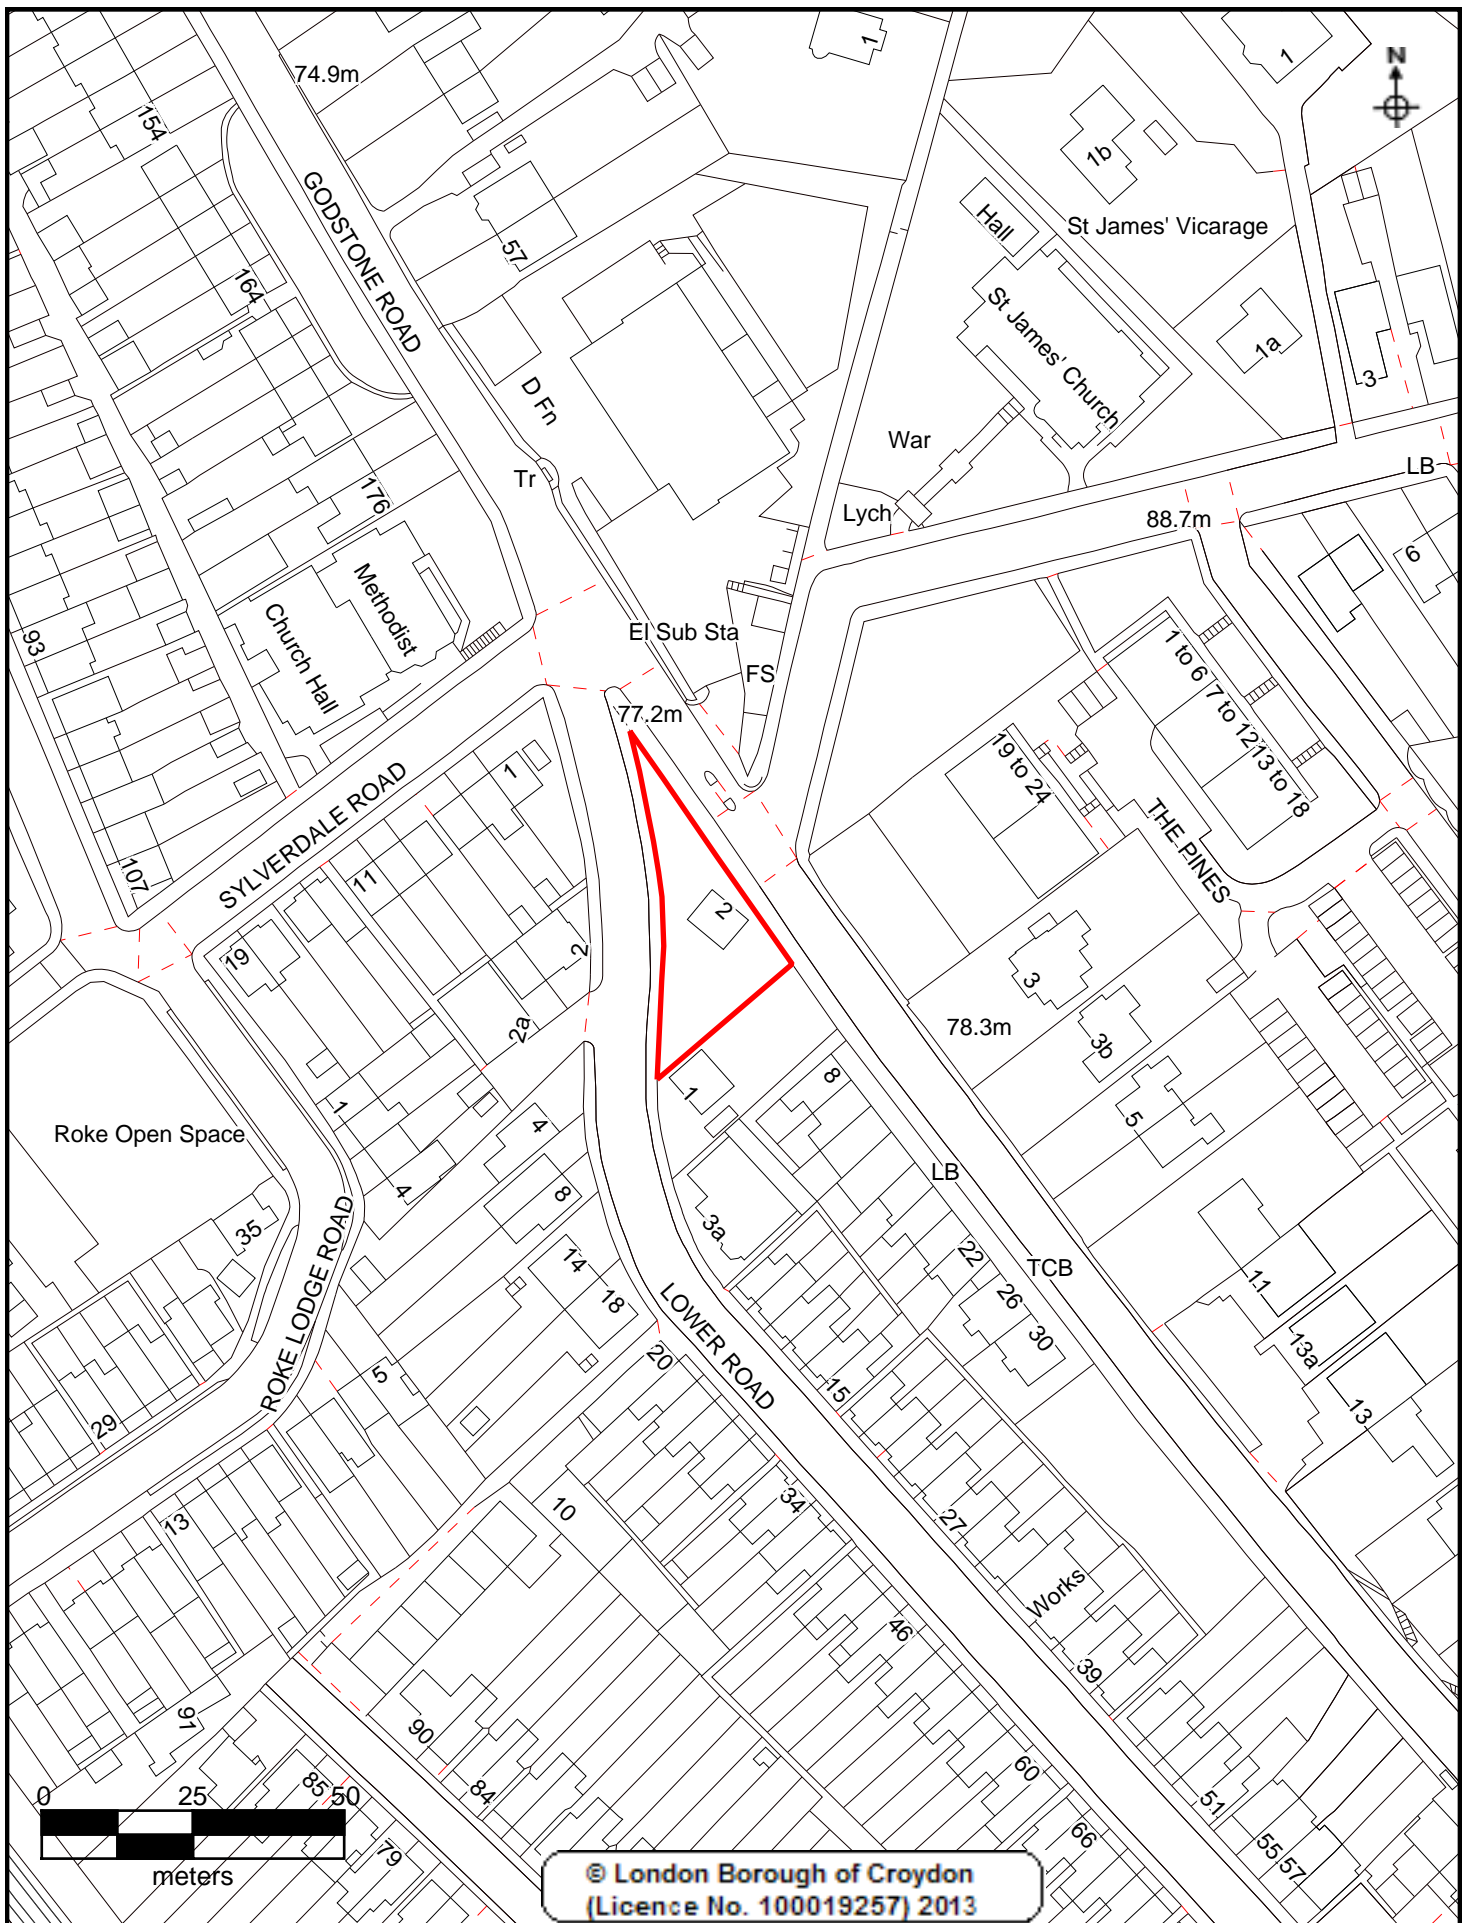 74.9m
1
1
N
154
1b
GODSTONE ROAD
Hall
St James' Vicarage
57
164
St James' Church
1a
3
D Fn
War
LB
Tr
176
Lych
88.7m
6
Methodist
Church Hall
93
El Sub Sta
1 to 6
FS
7 to 12
77.2m
13 to 18
19 to 24
1
THE PINES
SYLVERDALE ROAD
107
11
2
2
19
3
2a
78.3m
3b
1
8
1
5
Roke Open Space
4
4
8
LB
35
3a
ROKE LODGE ROAD
14
22
TCB
11
18
26
LOWER ROAD
30
13a
20
5
15
13
29
10
34
13
27
Works
46
39
91
90
60
0 25 50
85
84
51
66
55
57
79
meters
© London Borough of Croydon
(Licence No. 100019257) 2013